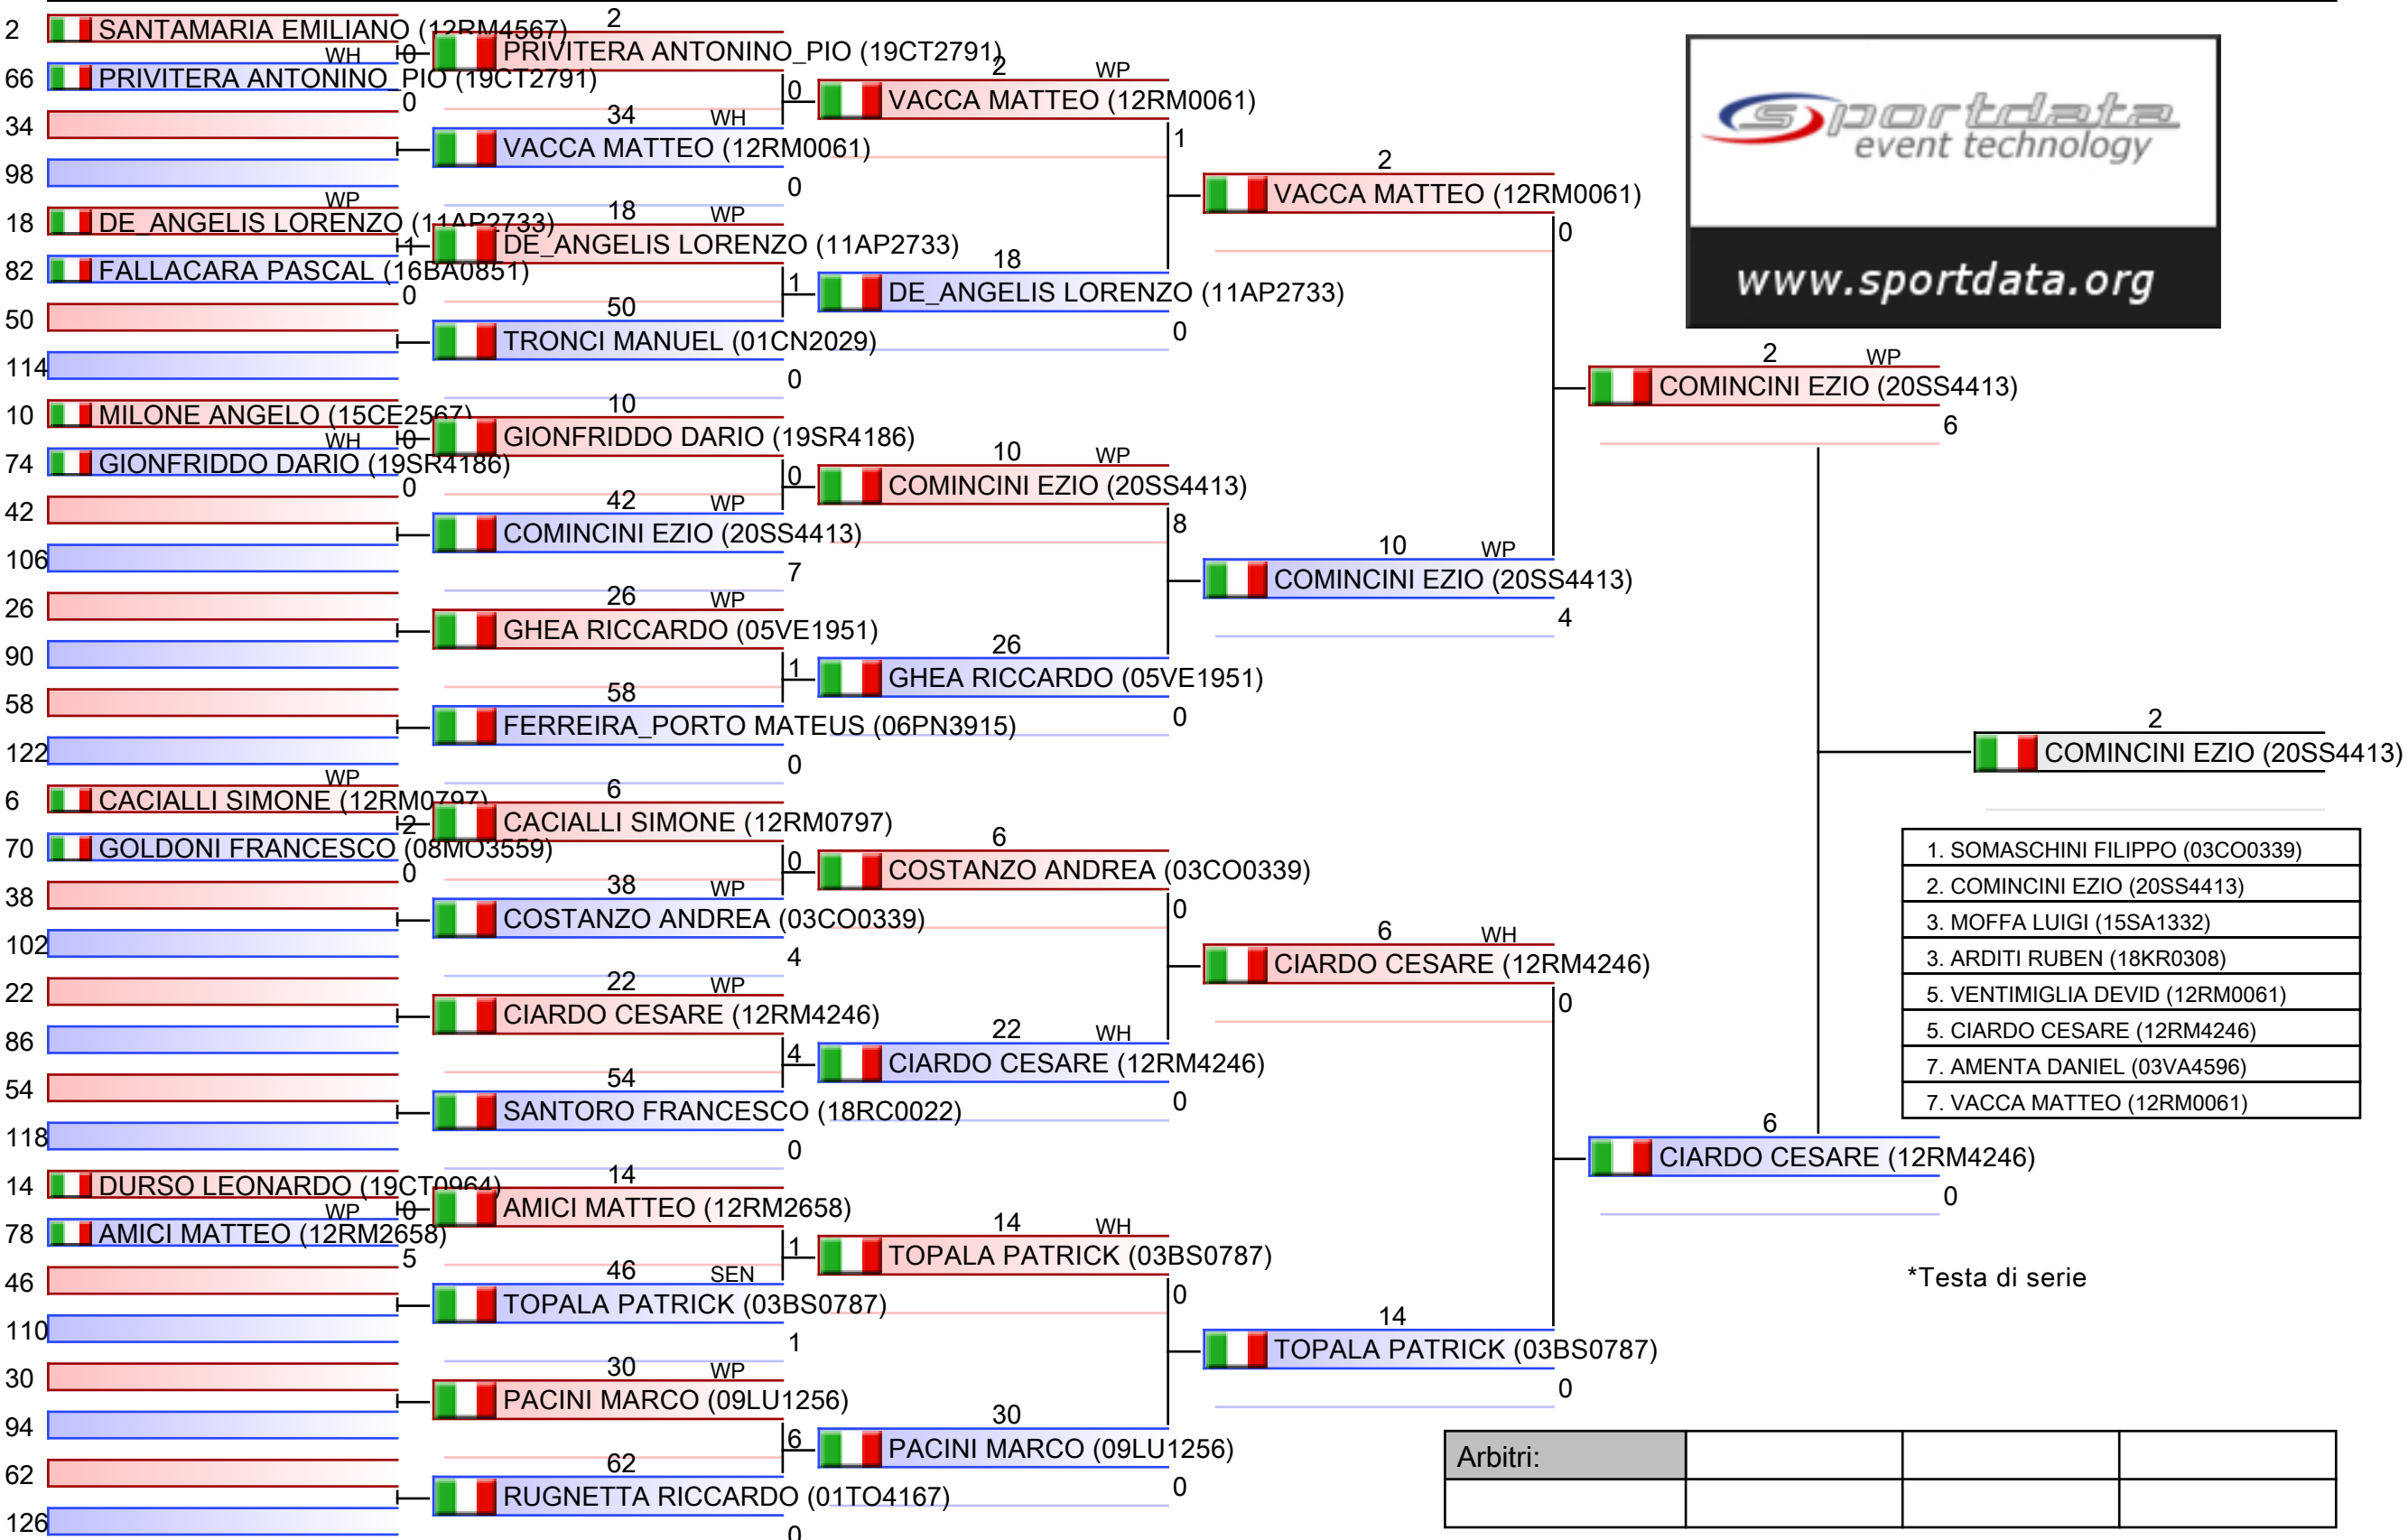 2 SANTAMARIA EMILIANO (12RM4567)
WH 0
66 PRIVITERA ANTONINO_PIO (19CT2791)
0
34
98
WP
18 DE_ANGELIS LORENZO (11AP2733)
1
82 FALLACARA PASCAL (16BA0851)
0
50
114
10 MILONE ANGELO (15CE2567)
WH 0
74 GIONFRIDDO DARIO (19SR4186)
0
42
106
26
90
58
122
WP
6 CACIALLI SIMONE (12RM0797)
2
70 GOLDONI FRANCESCO (08MO3559)
0
38
102
22
86
54
118
14 DURSO LEONARDO (19CT0964)
WP 0
78 AMICI MATTEO (12RM2658)
5
46
110
30
94
62
126
2
PRIVITERA ANTONINO_PIO (19CT2791)
0
34 WH
VACCA MATTEO (12RM0061)
0
18 WP
DE_ANGELIS LORENZO (11AP2733)
1
50
TRONCI MANUEL (01CN2029)
0
10
GIONFRIDDO DARIO (19SR4186)
0
42 WP
COMINCINI EZIO (20SS4413)
7
26 WP
GHEA RICCARDO (05VE1951)
1
58
FERREIRA_PORTO MATEUS (06PN3915)
0
6
CACIALLI SIMONE (12RM0797)
0
38 WP
COSTANZO ANDREA (03CO0339)
4
22 WP
CIARDO CESARE (12RM4246)
4
54
SANTORO FRANCESCO (18RC0022)
0
14
AMICI MATTEO (12RM2658)
1
46 SEN
TOPALA PATRICK (03BS0787)
1
30 WP
PACINI MARCO (09LU1256)
6
62
RUGNETTA RICCARDO (01TO4167)
0
2 WP
VACCA MATTEO (12RM0061)
1
18
DE_ANGELIS LORENZO (11AP2733)
0
10 WP
COMINCINI EZIO (20SS4413)
8
26
GHEA RICCARDO (05VE1951)
0
6
COSTANZO ANDREA (03CO0339)
0
22 WH
CIARDO CESARE (12RM4246)
0
14 WH
TOPALA PATRICK (03BS0787)
0
30
PACINI MARCO (09LU1256)
0
2
VACCA MATTEO (12RM0061)
0
10 WP
COMINCINI EZIO (20SS4413)
4
6 WH
CIARDO CESARE (12RM4246)
0
14
TOPALA PATRICK (03BS0787)
0
sportdata
event technology
www.sportdata.org
2 WP
COMINCINI EZIO (20SS4413)
6
6
CIARDO CESARE (12RM4246)
0
2
COMINCINI EZIO (20SS4413)
1. SOMASCHINI FILIPPO (03CO0339)
2. COMINCINI EZIO (20SS4413)
3. MOFFA LUIGI (15SA1332)
3. ARDITI RUBEN (18KR0308)
5. VENTIMIGLIA DEVID (12RM0061)
5. CIARDO CESARE (12RM4246)
7. AMENTA DANIEL (03VA4596)
7. VACCA MATTEO (12RM0061)
*Testa di serie
Arbitri: